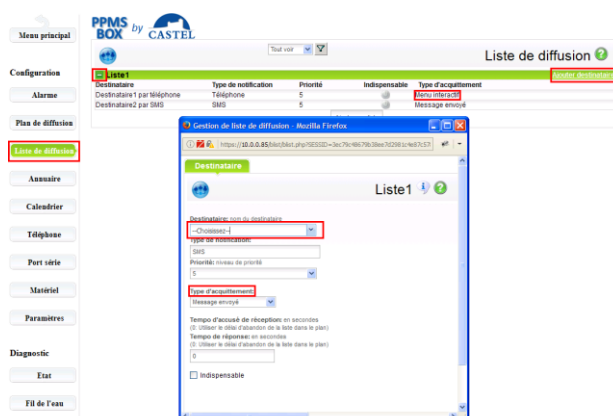 PPMS BOX by CASTEL
Menu principal
Tout voir
Liste de diffusion
Configuration
Liste1
Ajouter destinataire
Destinataire
Type de notification
Priorité
Indispensable
Type d'acquittement
Destinataire1 par téléphone
Téléphone
5
Menu interactif
Destinataire2 par SMS
SMS
5
Message envoyé
Alarme
Plan de diffusion
Liste de diffusion
Annuaire
Calendrier
Téléphone
Port série
Matériel
Paramètres
Diagnostic
Etat
Fil de l'eau
Gestion de liste de diffusion - Mozilla Firefox
Destinataire
Liste1
Destinataire: nom du destinataire
--Choisissez--
Type de notification:
SMS
Priorité: niveau de priorité
5
Type d'acquittement:
Message envoyé
Tempo d'accusé de réception: en secondes
(0: Utiliser le délai d'abandon de la liste dans le plan)
Tempo de réponse: en secondes
(0: Utiliser le délai d'abandon de la liste dans le plan)
0
Indispensable